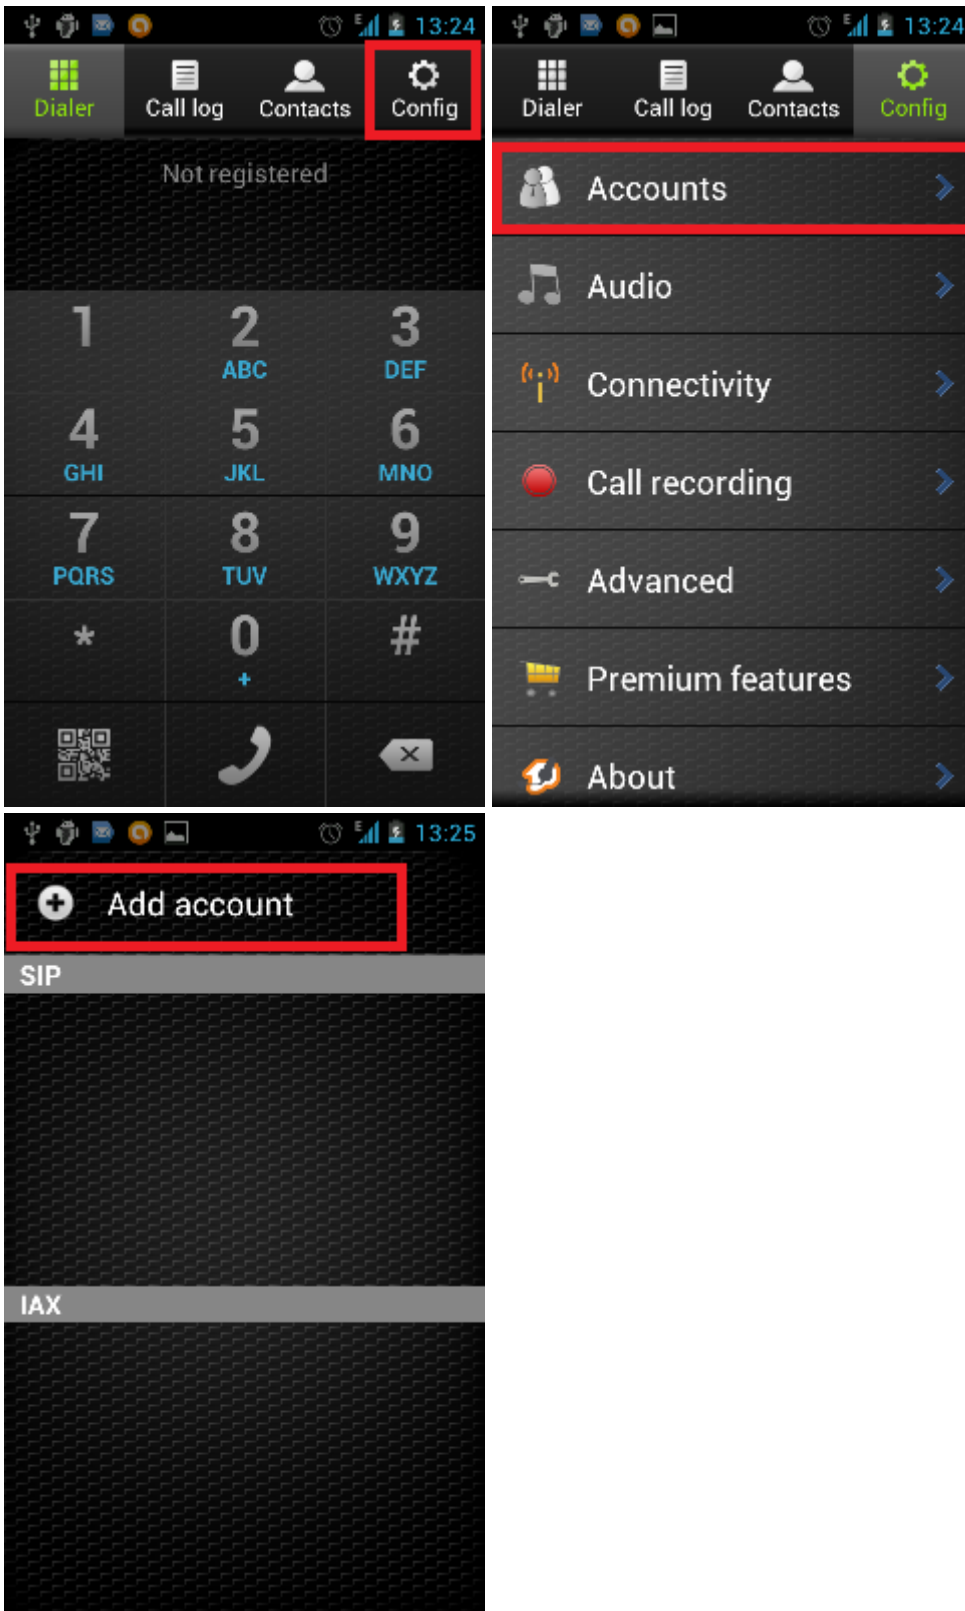 13:24
Dialer Call log Contacts Config
Not registered
1 2 3
ABC DEF
4 5 6
GHI JKL MNO
7 8 9
PQRS TUV WXYZ
* 0 #
+
E 13:24
Dialer Call log Contacts Config
Accounts
Audio
Connectivity
Call recording
Advanced
Premium features
About
E 13:25
Add account
SIP
IAX